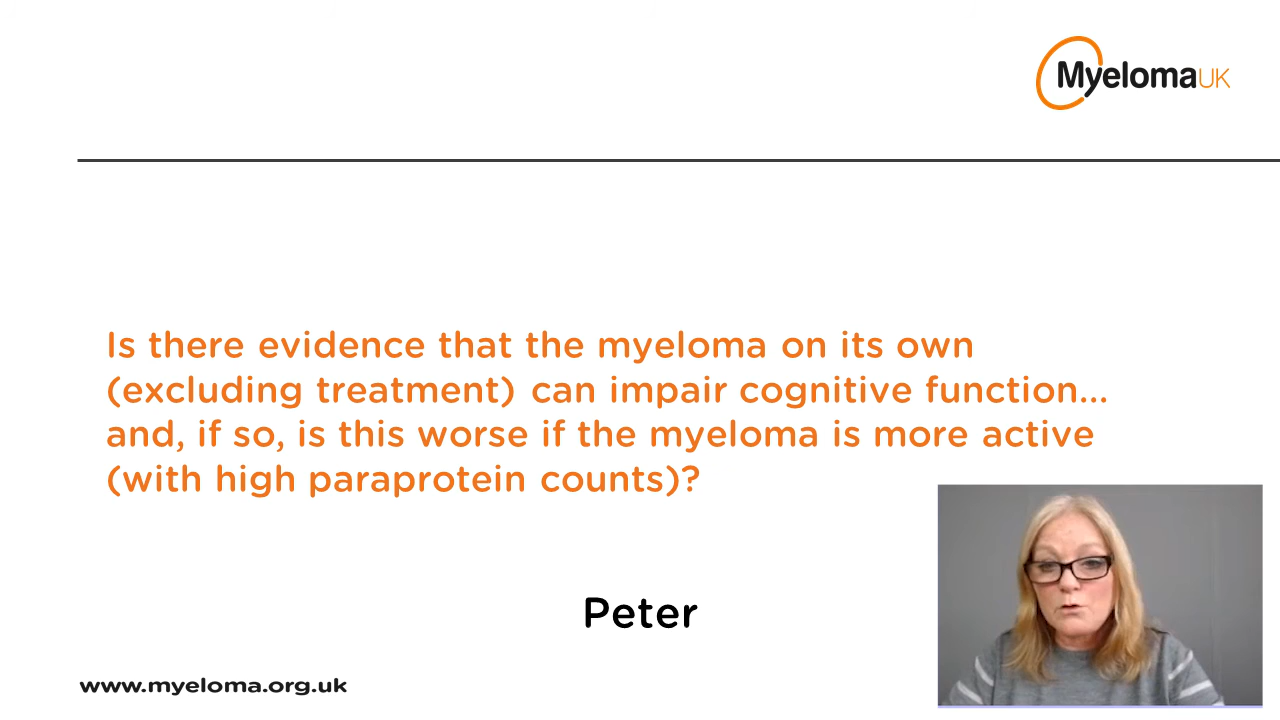 MyelomaUK
Is there evidence that the myeloma on its own
(excluding treatment) can impair cognitive function...
and, if so, is this worse if the myeloma is more active
(with high paraprotein counts)?
Peter
www.myeloma.org.uk